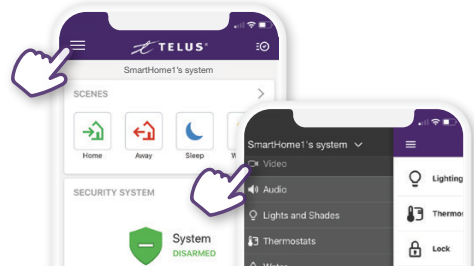 TELUS®
SmartHome1's system
SCENES
Home
Away
Sleep
SECURITY SYSTEM
System
DISARMED
SmartHome1's system
Video
Audio
Lights and Shades
Thermostats
Lighting
Lock